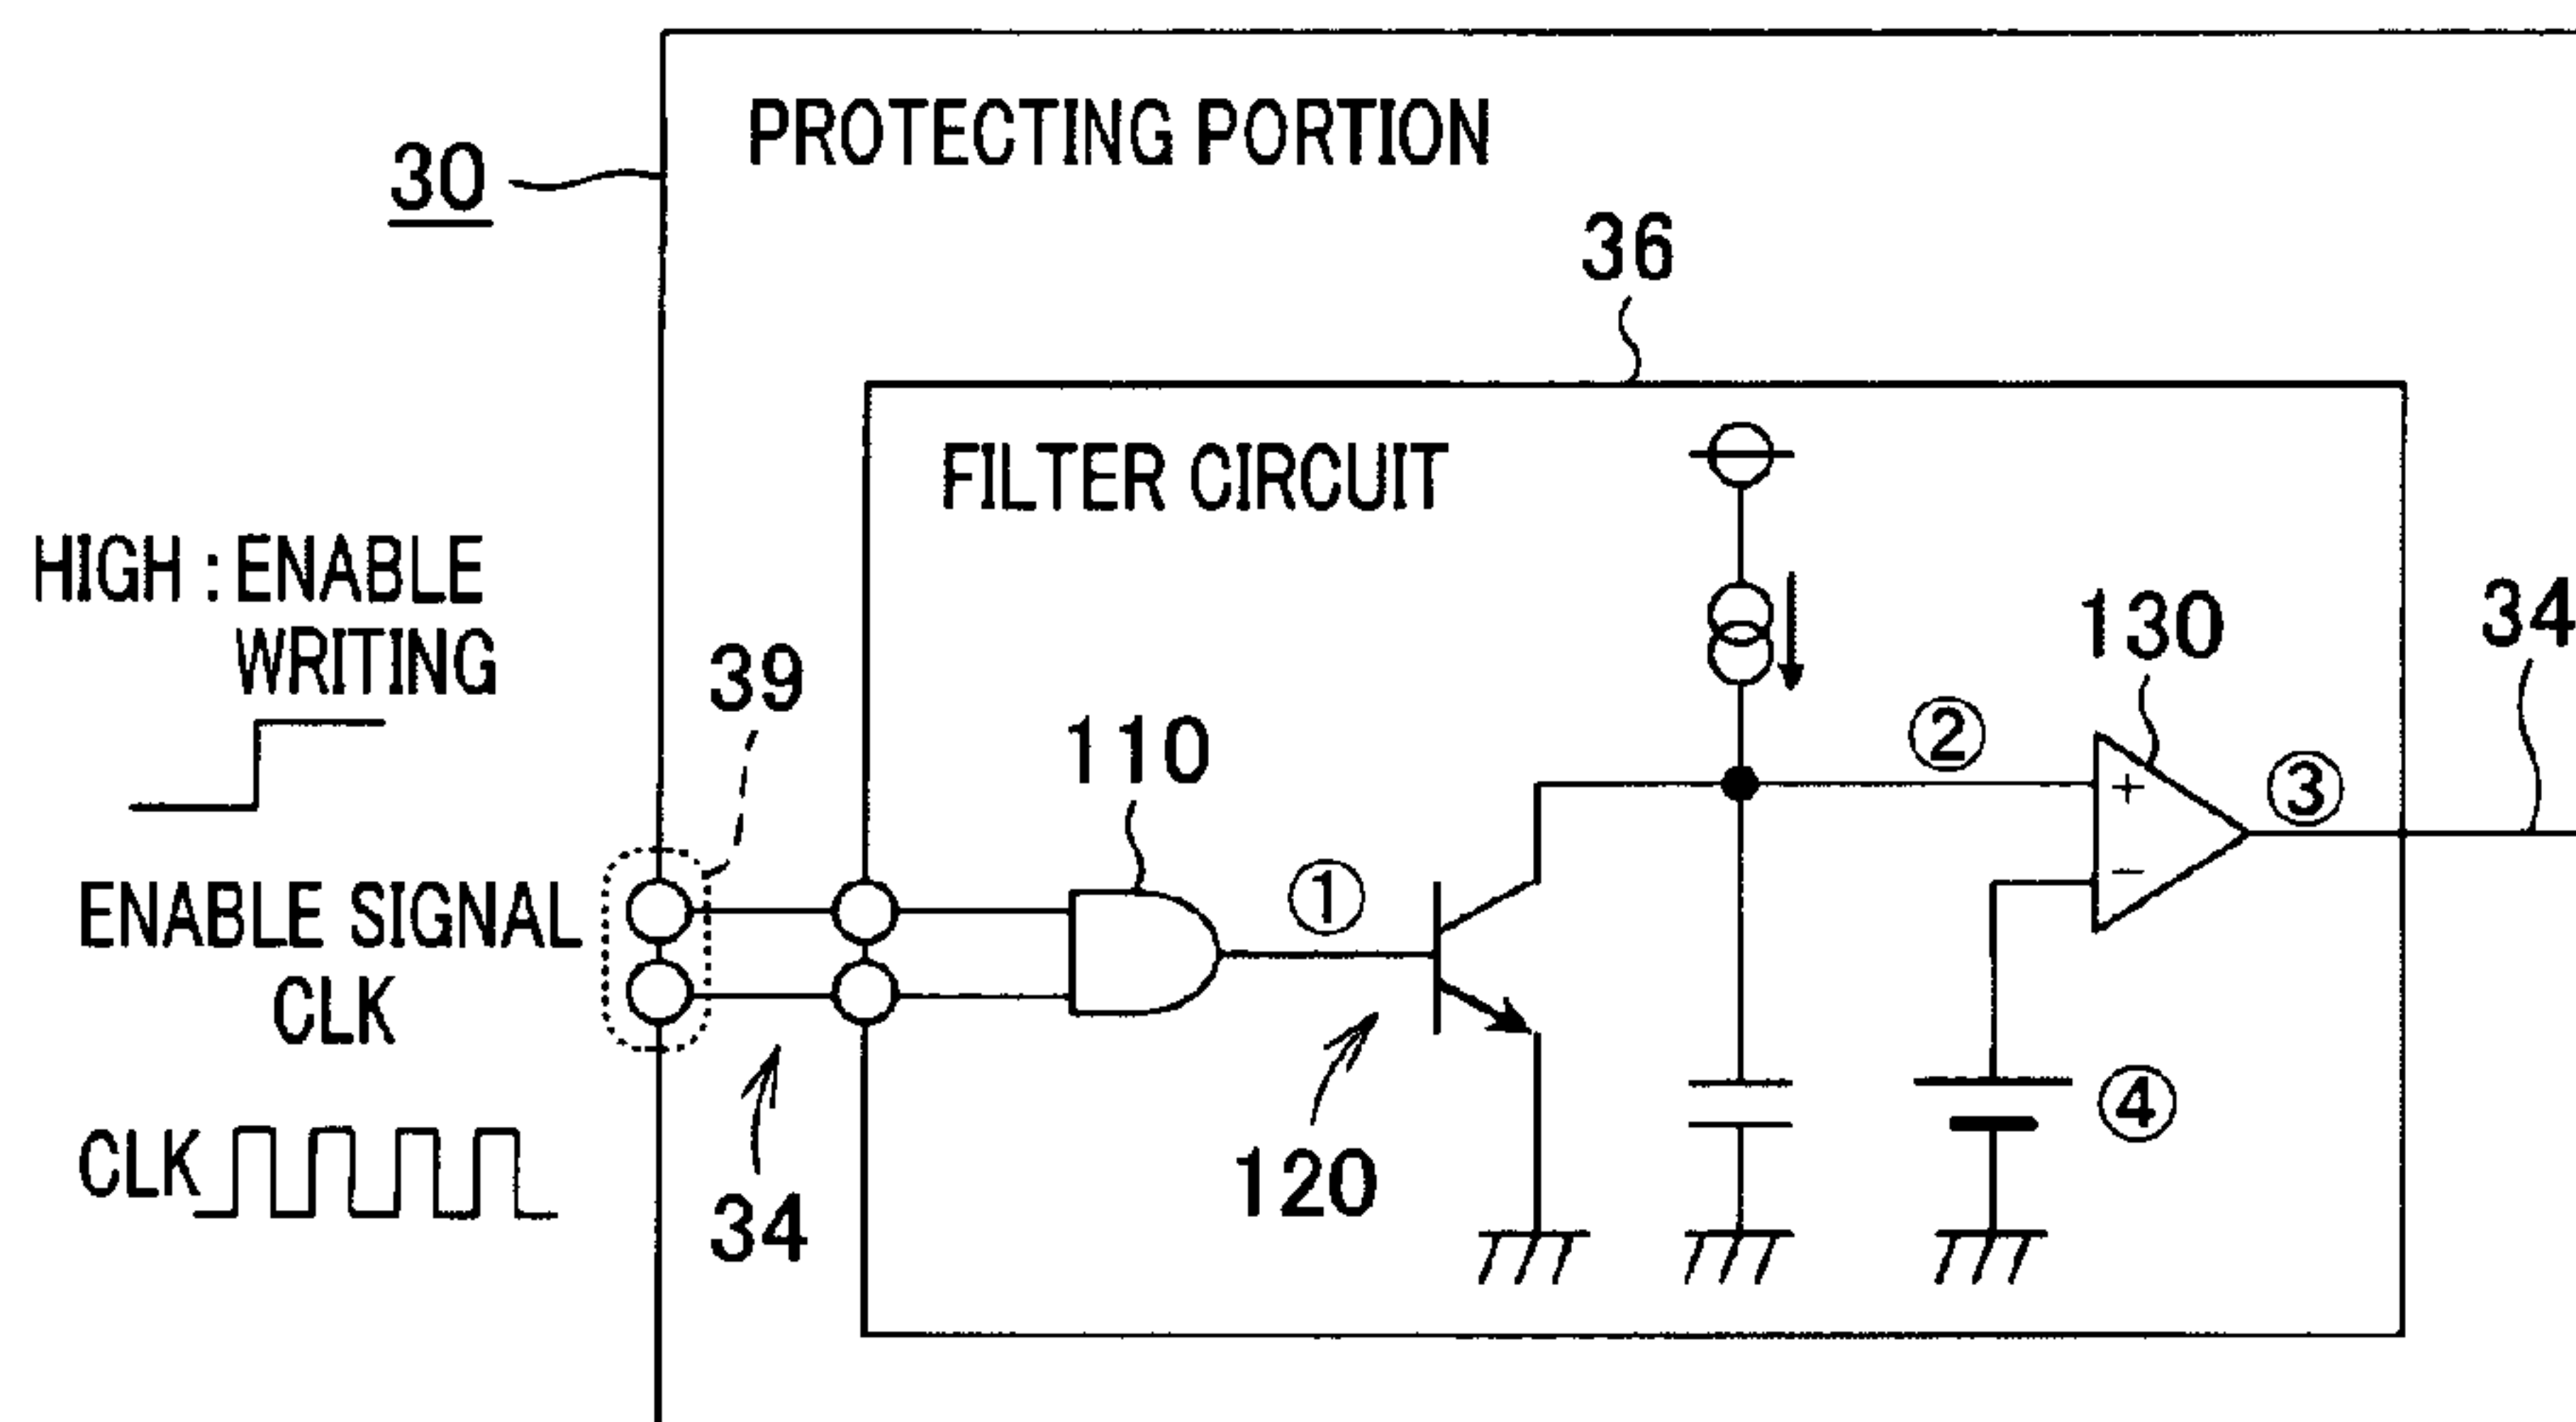 PROTECTING PORTION
30
36
FILTER CIRCUIT
HIGH : ENABLE
WRITING
39
110
130
34
②
③
①
+
−
ENABLE SIGNAL
CLK
④
CLK
34
120